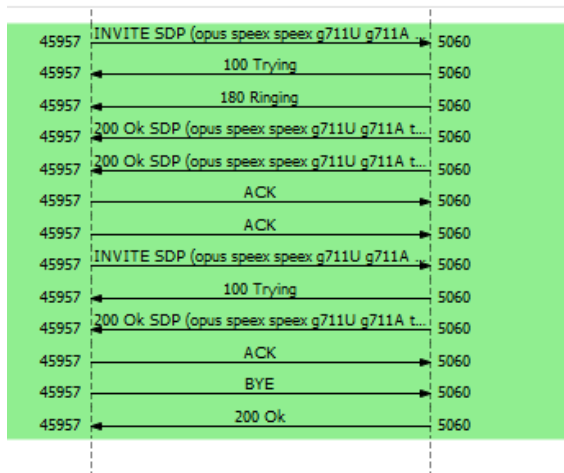 45957 INVITE SDP (opus speex speex g711U g711A ... 5060
45957 100 Trying 5060
45957 180 Ringing 5060
45957 200 Ok SDP (opus speex speex g711U g711A t... 5060
45957 200 Ok SDP (opus speex speex g711U g711A t... 5060
45957 ACK 5060
45957 ACK 5060
45957 INVITE SDP (opus speex speex g711U g711A ... 5060
45957 100 Trying 5060
45957 200 Ok SDP (opus speex speex g711U g711A t... 5060
45957 ACK 5060
45957 BYE 5060
45957 200 Ok 5060